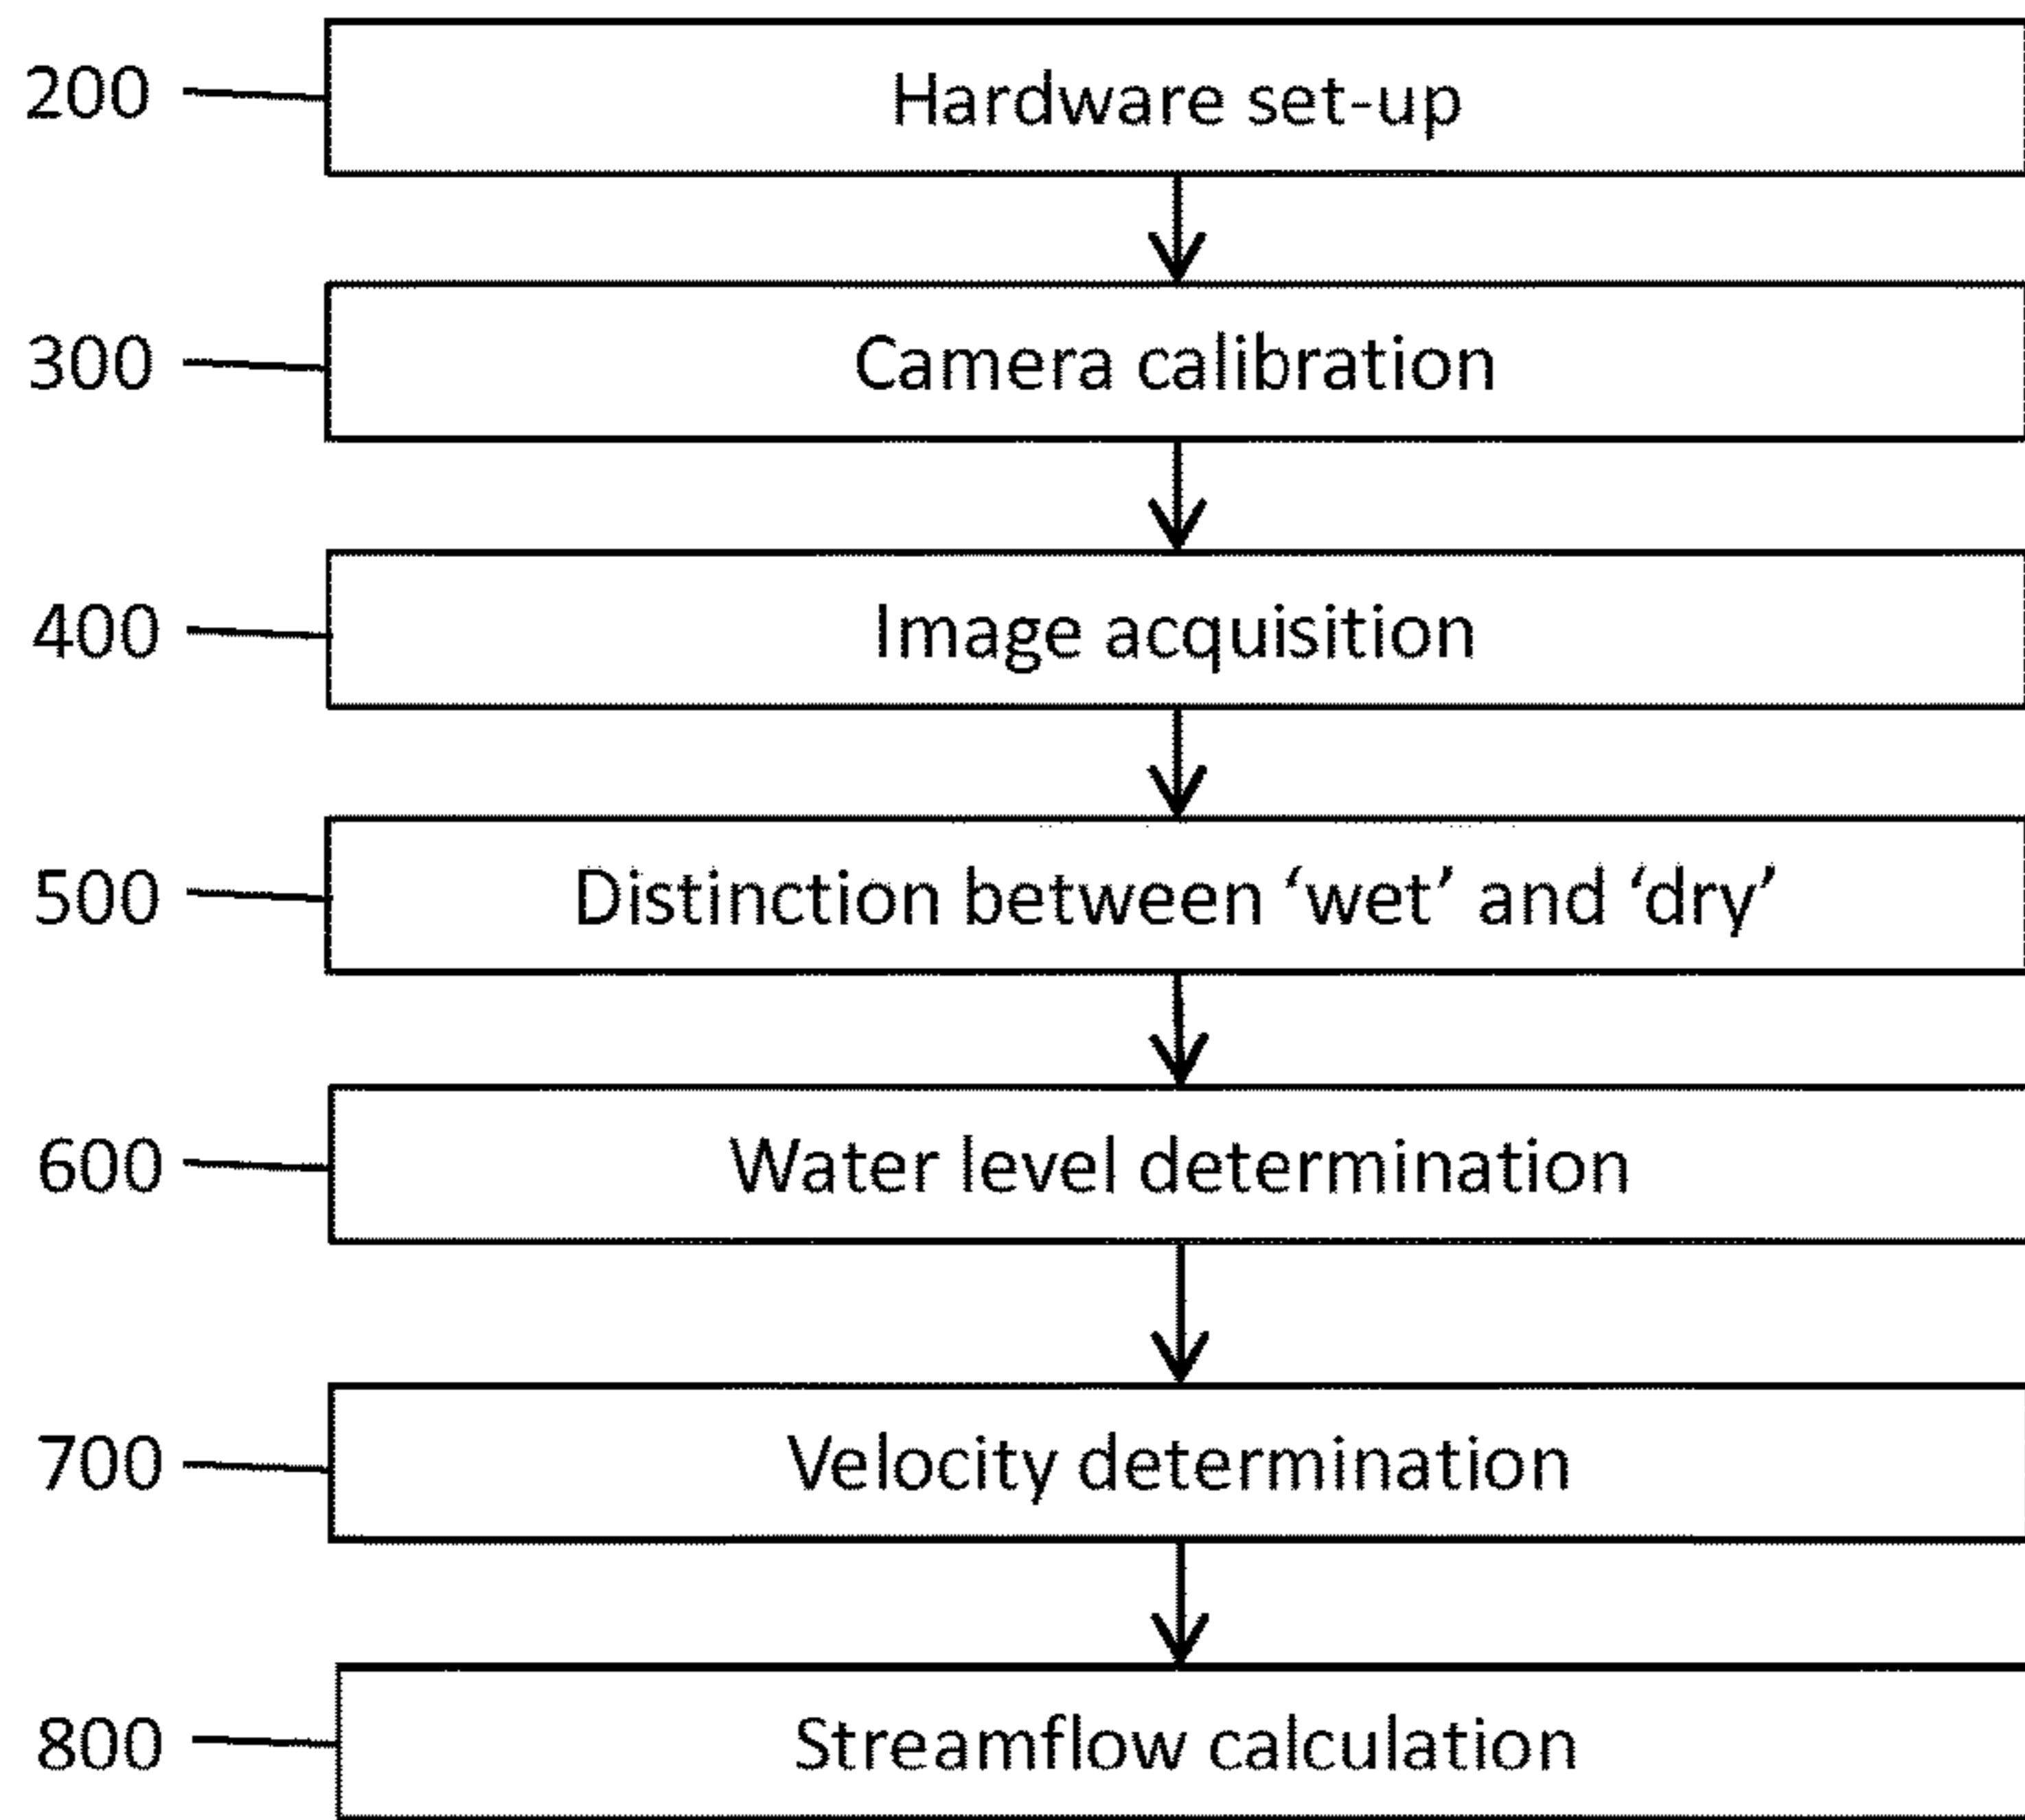 200 Hardware set-up
300 Camera calibration
400 Image acquisition
500 Distinction between ‘wet’ and ‘dry’
600 Water level determination
700 Velocity determination
800 Streamflow calculation